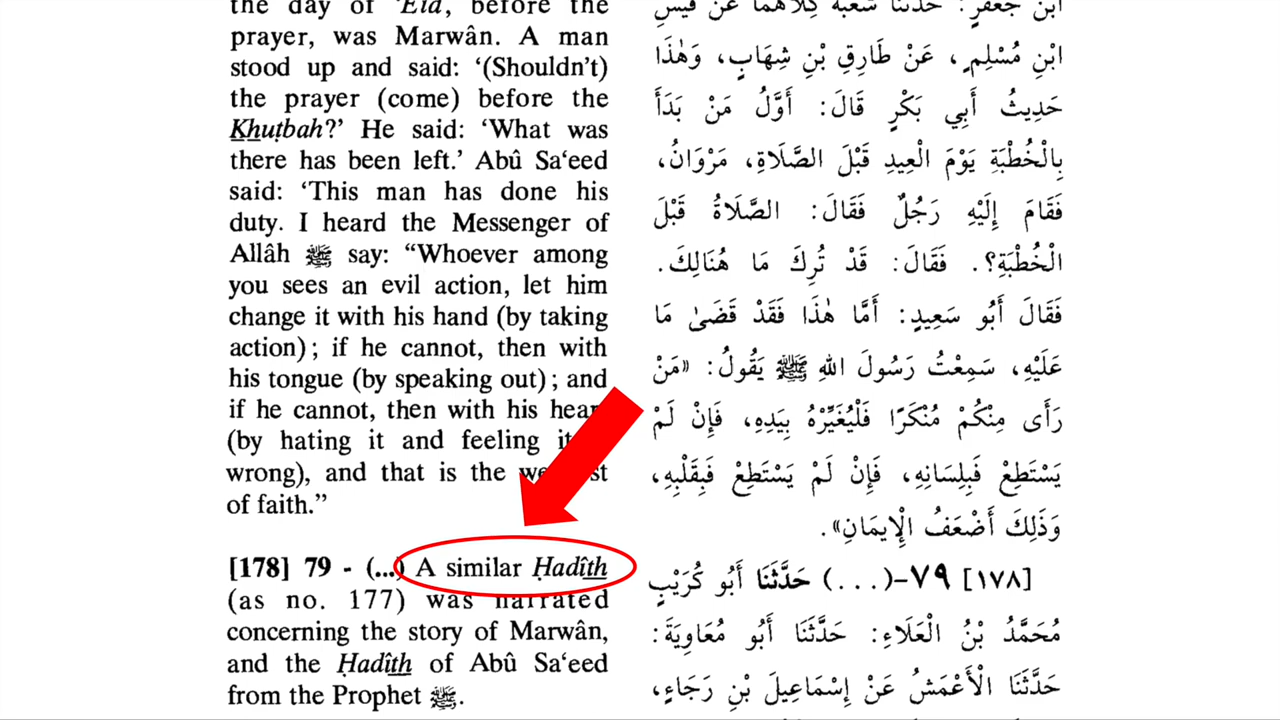 the day of 'Eîd, before the
prayer, was Marwân. A man
stood up and said: '(Shouldn't)
the prayer (come) before the
Khuṭbah?' He said: 'What was
there has been left.' Abû Sa'eed
said: 'This man has done his
duty. I heard the Messenger of
Allâh ﷺ say: "Whoever among
you sees an evil action, let him
change it with his hand (by taking
action); if he cannot, then with
his tongue (by speaking out); and
if he cannot, then with his heart
(by hating it and feeling it
wrong), and that is the
of faith."
[178] 79 - (...) A similar Ḥadîth
(as no. 177) was narrated
concerning the story of Marwân,
and the Ḥadîth of Abû Sa'eed
from the Prophet ﷺ.
ابْنُ جَعْفَرٍ: حَدَّثَنَا شُعْبَةُ كِلَاهُمَا عَنْ قَيْسِ
ابْنِ مُسْلِمٍ، عَنْ طَارِقِ بْنِ شِهَابٍ، وَهٰذَا
حَدِيثُ أَبِي بَكْرٍ قَالَ: أَوَّلُ مَنْ بَدَأَ
بِالْخُطْبَةِ يَوْمَ الْعِيدِ قَبْلَ الصَّلَاةِ، مَرْوَانُ،
فَقَامَ إِلَيْهِ رَجُلٌ فَقَالَ: الصَّلَاةُ قَبْلَ
الْخُطْبَةِ؟. فَقَالَ: قَدْ تُرِكَ مَا هُنَالِكَ.
فَقَالَ أَبُو سَعِيدٍ: أَمَّا هٰذَا فَقَدْ قَضَىٰ مَا
عَلَيْهِ، سَمِعْتُ رَسُولَ اللهِ ﷺ يَقُولُ: «مَنْ
رَأَى مِنْكُمْ مُنْكَرًا فَلْيُغَيِّرْهُ بِيَدِهِ، فَإِنْ لَمْ
يَسْتَطِعْ فَبِلِسَانِهِ، فَإِنْ لَمْ يَسْتَطِعْ فَبِقَلْبِهِ،
وَذَلِكَ أَضْعَفُ الْإِيمَانِ».
[١٧٨] ٧٩-(...) حَدَّثَنَا أَبُو كُرَيْبٍ
مُحَمَّدُ بْنُ الْعَلَاءِ: حَدَّثَنَا أَبُو مُعَاوِيَةَ:
حَدَّثَنَا الْأَعْمَشُ عَنْ إِسْمَاعِيلَ بْنِ رَجَاءٍ،